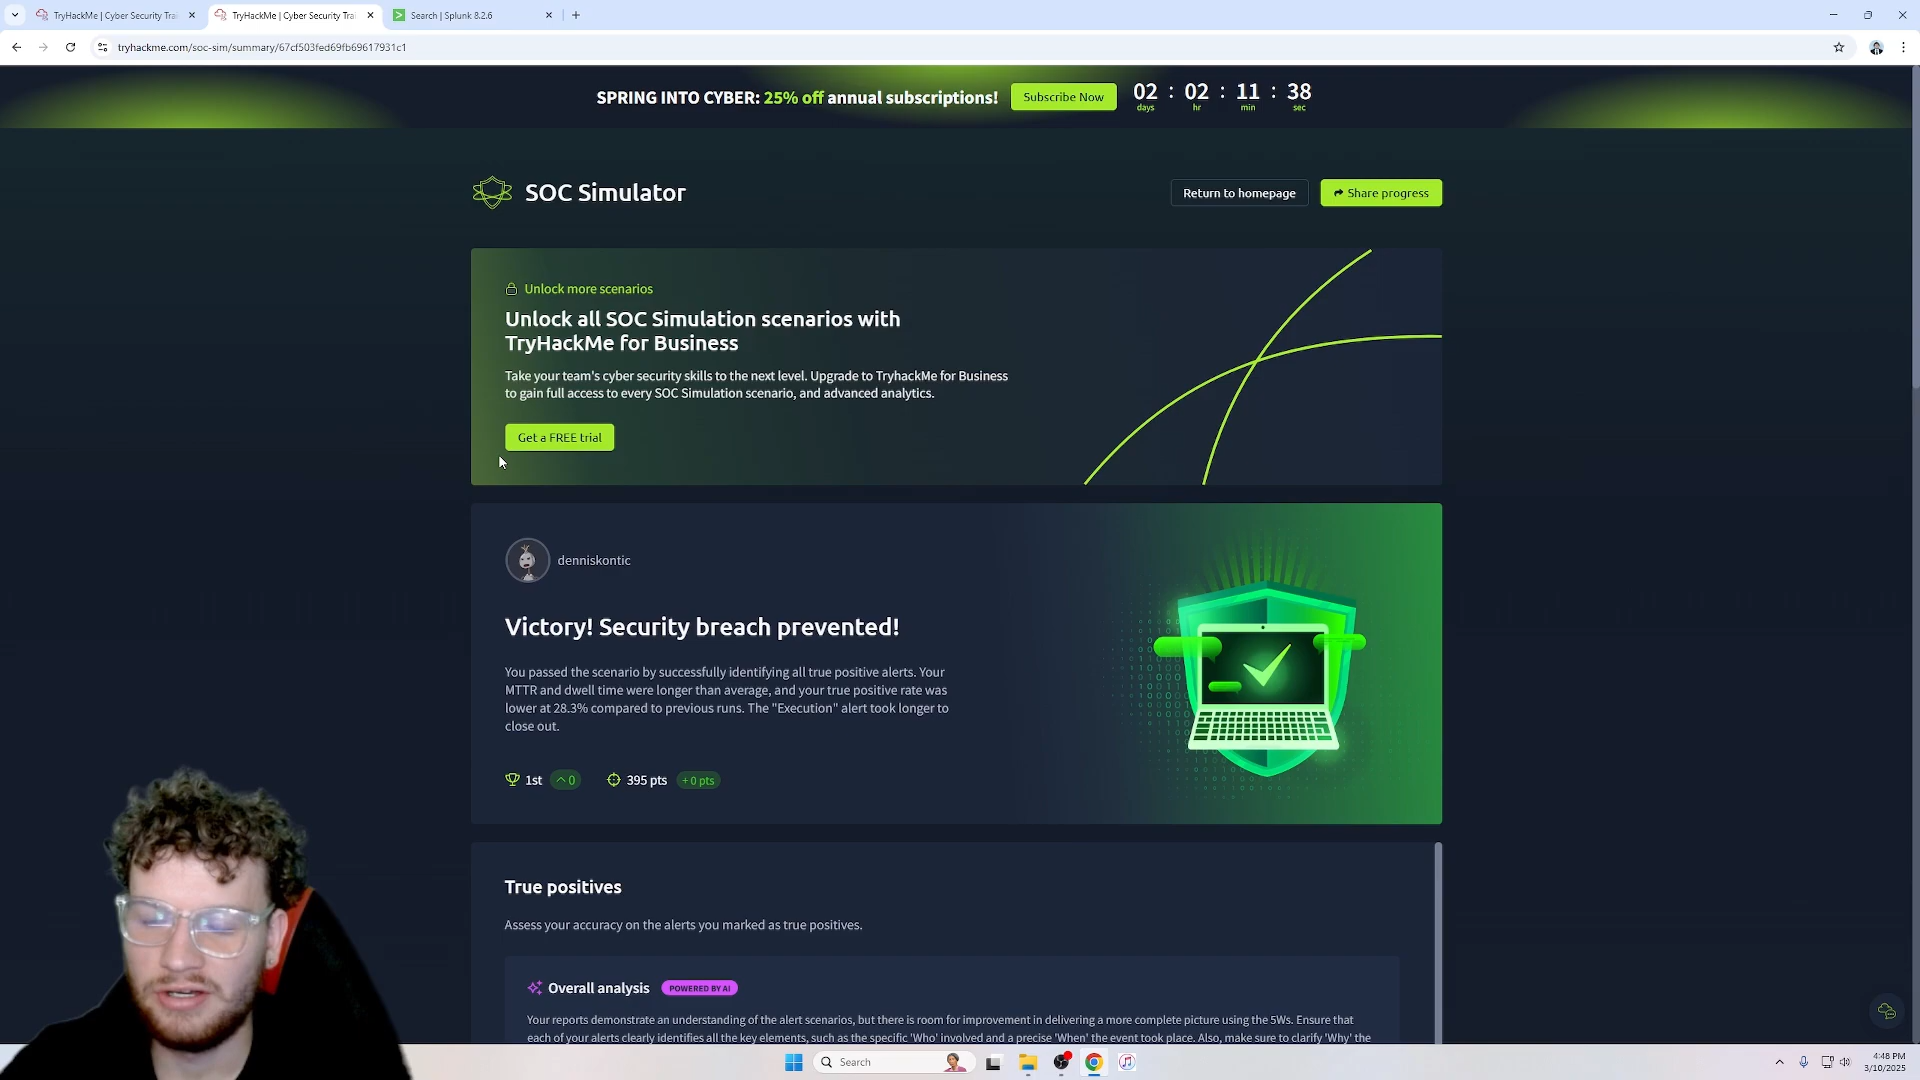 TryHackMe | Cyber Security Trai
TryHackMe | Cyber Security Trai
Search | Splunk 8.2.6
tryhackme.com/soc-sim/summary/67cf503fed69fb69617931c1
SPRING INTO CYBER: 25% off annual subscriptions!
Subscribe Now
02 : 02 : 11 : 38
days hr min sec
SOC Simulator
Return to homepage
Share progress
Unlock more scenarios
Unlock all SOC Simulation scenarios with
TryHackMe for Business
Take your team's cyber security skills to the next level. Upgrade to TryhackMe for Business
to gain full access to every SOC Simulation scenario, and advanced analytics.
Get a FREE trial
denniskontic
Victory! Security breach prevented!
You passed the scenario by successfully identifying all true positive alerts. Your
MTTR and dwell time were longer than average, and your true positive rate was
lower at 28.3% compared to previous runs. The "Execution" alert took longer to
close out.
1st 0 395 pts + 0 pts
True positives
Assess your accuracy on the alerts you marked as true positives.
Overall analysis POWERED BY AI
Your reports demonstrate an understanding of the alert scenarios, but there is room for improvement in delivering a more complete picture using the 5Ws. Ensure that
each of your alerts clearly identifies all the key elements, such as the specific 'Who' involved and a precise 'When' the event took place. Also, make sure to clarify 'Why' the
Search
4:48 PM
3/10/2025